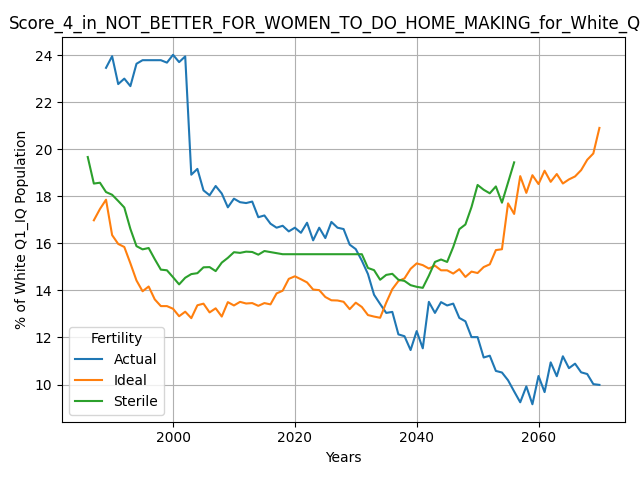 Score_4_in_NOT_BETTER_FOR_WOMEN_TO_DO_HOME_MAKING_for_White_Q
24
22
20
18
16
14
12
10
% of White Q1_IQ Population
Fertility
Actual
Ideal
Sterile
2000
2020
2040
2060
Years